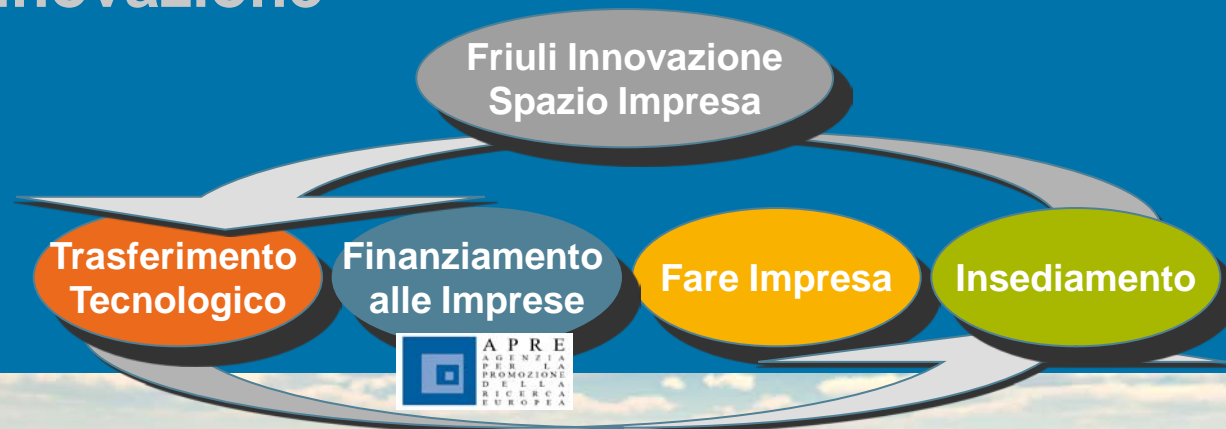 Friuli Innovazione
Spazio Impresa
Trasferimento
Tecnologico
Finanziamento
alle Imprese
Fare Impresa
Insediamento
APRE
AGENZIA
PER LA
PROMOZIONE
DELLA
RICERCA
EUROPEA